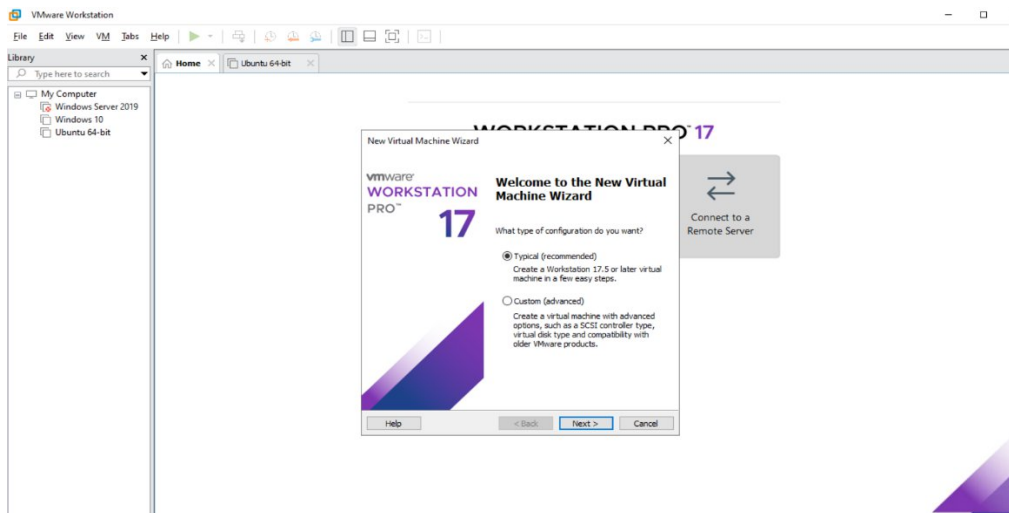 VMware Workstation
File Edit View VM Tabs Help
Library
Type here to search
Home
Ubuntu 64-bit
My Computer
Windows Server 2019
Windows 10
Ubuntu 64-bit
WORKSTATION PRO™ 17
New Virtual Machine Wizard
vmware®
WORKSTATION
PRO™
17
Welcome to the New Virtual
Machine Wizard
What type of configuration do you want?
Typical (recommended)
Create a Workstation 17.5 or later virtual
machine in a few easy steps.
Custom (advanced)
Create a virtual machine with advanced
options, such as a SCSI controller type,
virtual disk type and compatibility with
older VMware products.
Help
< Back
Next >
Cancel
Connect to a
Remote Server